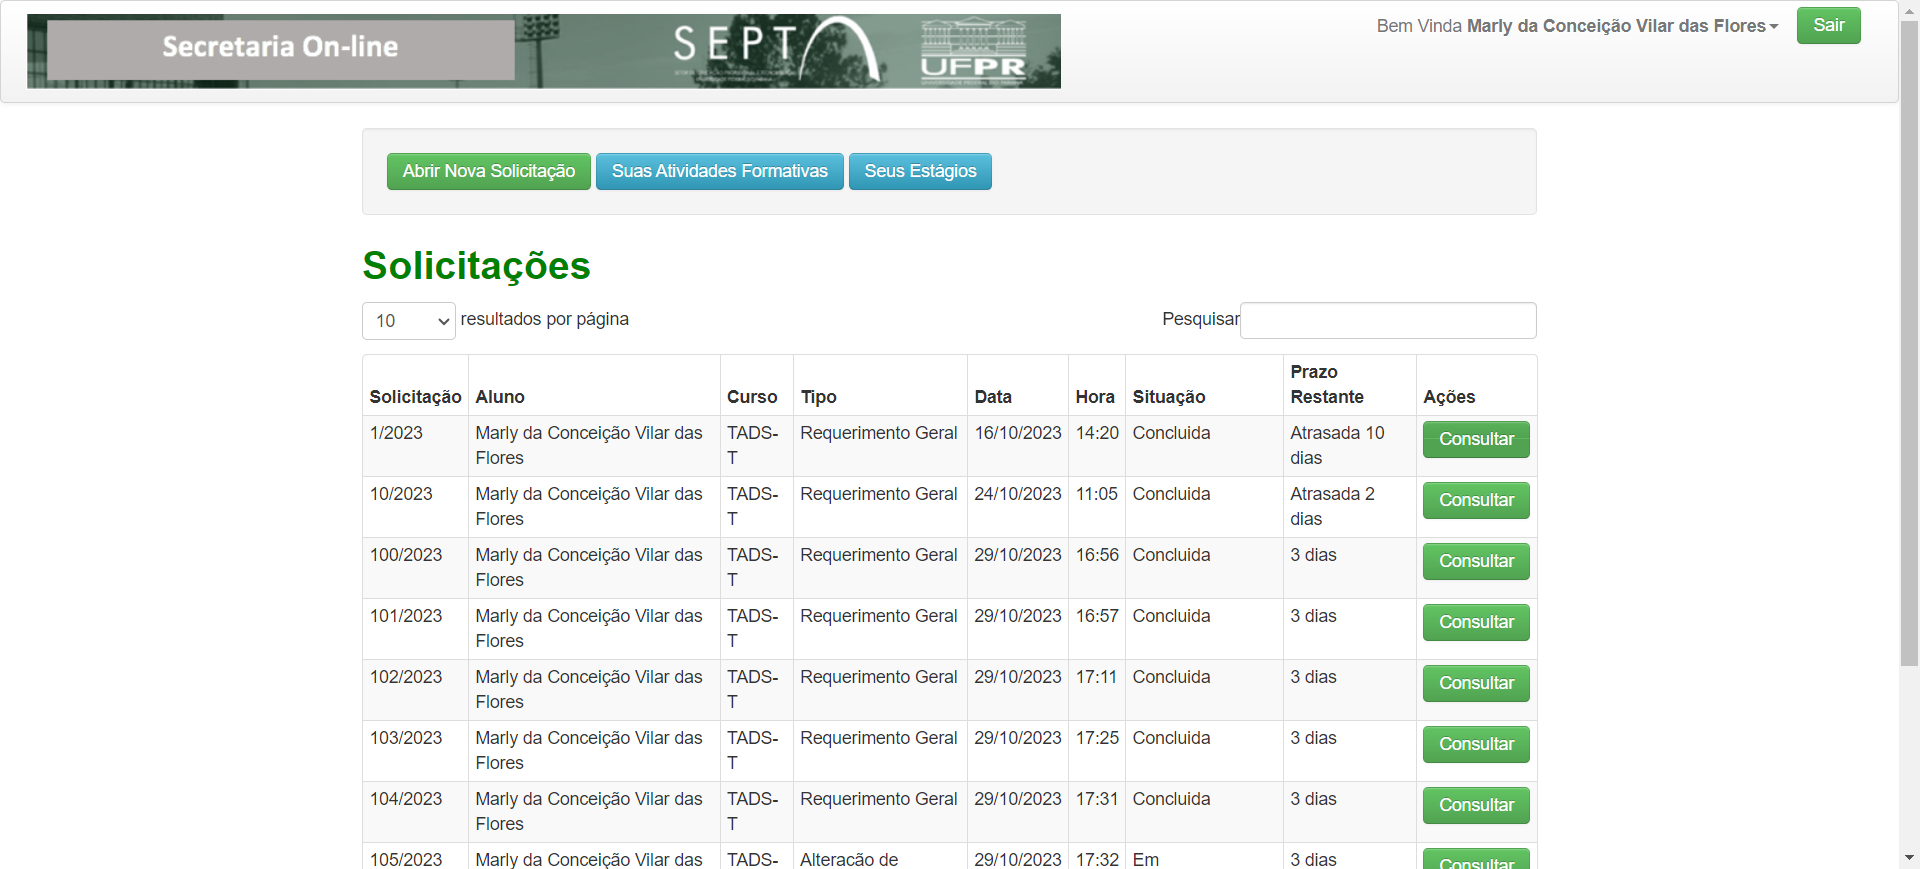 Secretaria On-line
SEPT
UFPR
Bem Vinda Marly da Conceição Vilar das Flores
Sair
Abrir Nova Solicitação
Suas Atividades Formativas
Seus Estágios
Solicitações
10 resultados por página
Pesquisar
Solicitação Aluno Curso Tipo Data Hora Situação Prazo Restante Ações
1/2023 Marly da Conceição Vilar das Flores TADS-T Requerimento Geral 16/10/2023 14:20 Concluida Atrasada 10 dias Consultar
10/2023 Marly da Conceição Vilar das Flores TADS-T Requerimento Geral 24/10/2023 11:05 Concluida Atrasada 2 dias Consultar
100/2023 Marly da Conceição Vilar das Flores TADS-T Requerimento Geral 29/10/2023 16:56 Concluida 3 dias Consultar
101/2023 Marly da Conceição Vilar das Flores TADS-T Requerimento Geral 29/10/2023 16:57 Concluida 3 dias Consultar
102/2023 Marly da Conceição Vilar das Flores TADS-T Requerimento Geral 29/10/2023 17:11 Concluida 3 dias Consultar
103/2023 Marly da Conceição Vilar das Flores TADS-T Requerimento Geral 29/10/2023 17:25 Concluida 3 dias Consultar
104/2023 Marly da Conceição Vilar das Flores TADS-T Requerimento Geral 29/10/2023 17:31 Concluida 3 dias Consultar
105/2023 Marly da Conceição Vilar das TADS- Alteracão de 29/10/2023 17:32 Em 3 dias Consultar